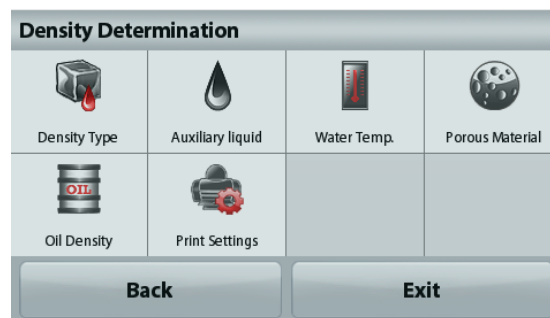 Density Determination
Density Type
Auxiliary liquid
Water Temp.
Porous Material
OIL
Oil Density
Print Settings
Back
Exit